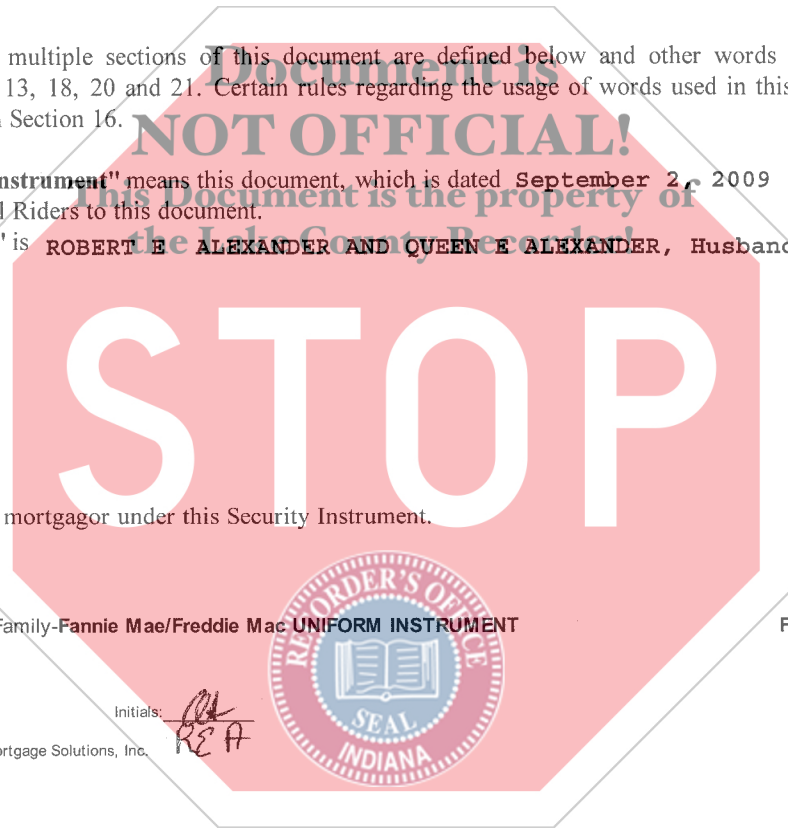 multiple sections of this document are defined below and other words
13, 18, 20 and 21. Certain rules regarding the usage of words used in this
Section 16.
Document is
NOT OFFICIAL!
This Document is the property of
the Lake County Recorder!
nstrument" means this document, which is dated September 2, 2009
l Riders to this document.
" is ROBERT E ALEXANDER AND QUEEN E ALEXANDER, Husband
STOP
mortgagor under this Security Instrument.
Family-Fannie Mae/Freddie Mac UNIFORM INSTRUMENT
F
RECORDER'S OFFICE
SEAL
INDIANA
Initials:
REA
ortgage Solutions, Inc.